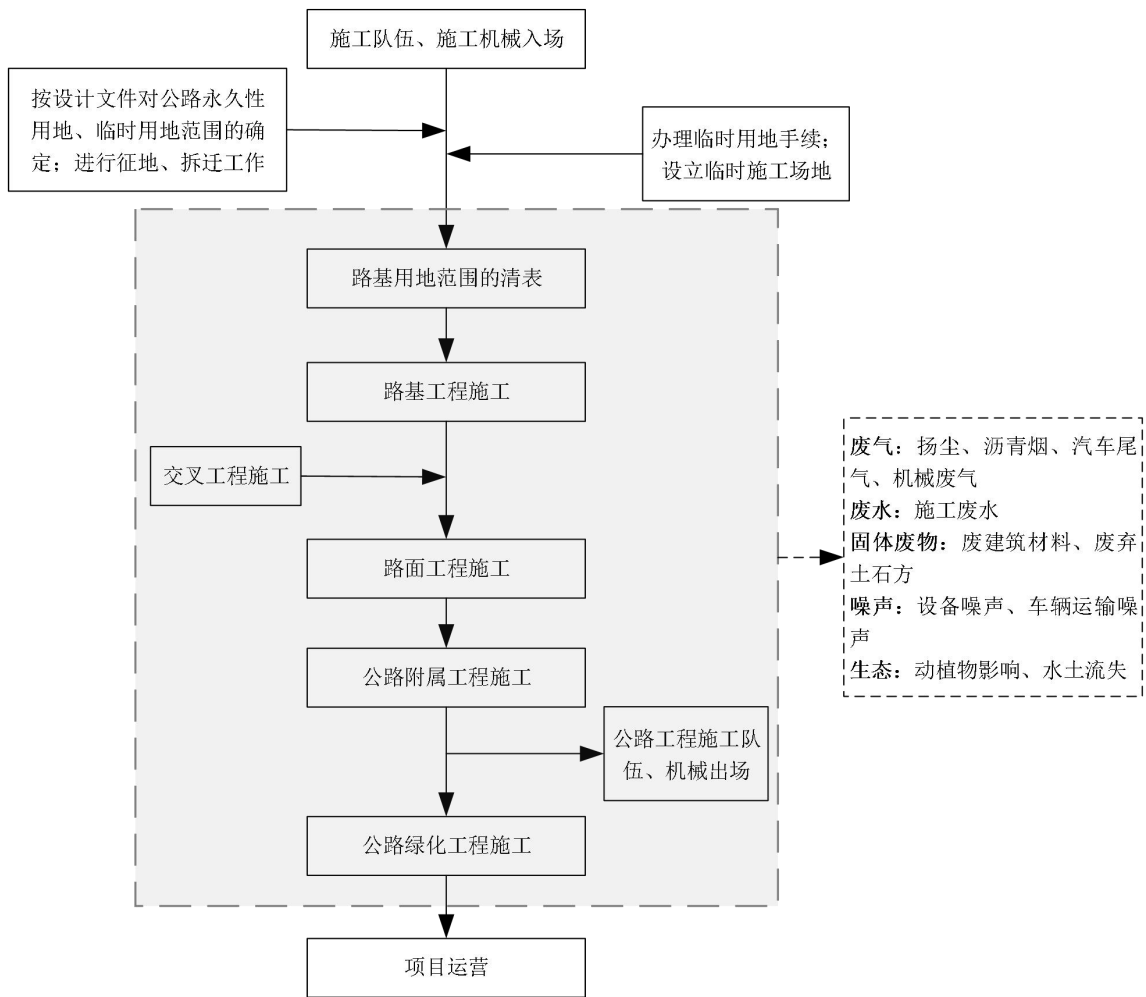 施工队伍、施工机械入场
按设计文件对公路永久性
用地、临时用地范围的确
定；进行征地、拆迁工作
办理临时用地手续；
设立临时施工场地
路基用地范围的清表
路基工程施工
交叉工程施工
路面工程施工
公路附属工程施工
公路工程施工队
伍、机械出场
公路绿化工程施工
项目运营
废气：扬尘、沥青烟、汽车尾
气、机械废气
废水：施工废水
固体废物：废建筑材料、废弃
土石方
噪声：设备噪声、车辆运输噪
声
生态：动植物影响、水土流失